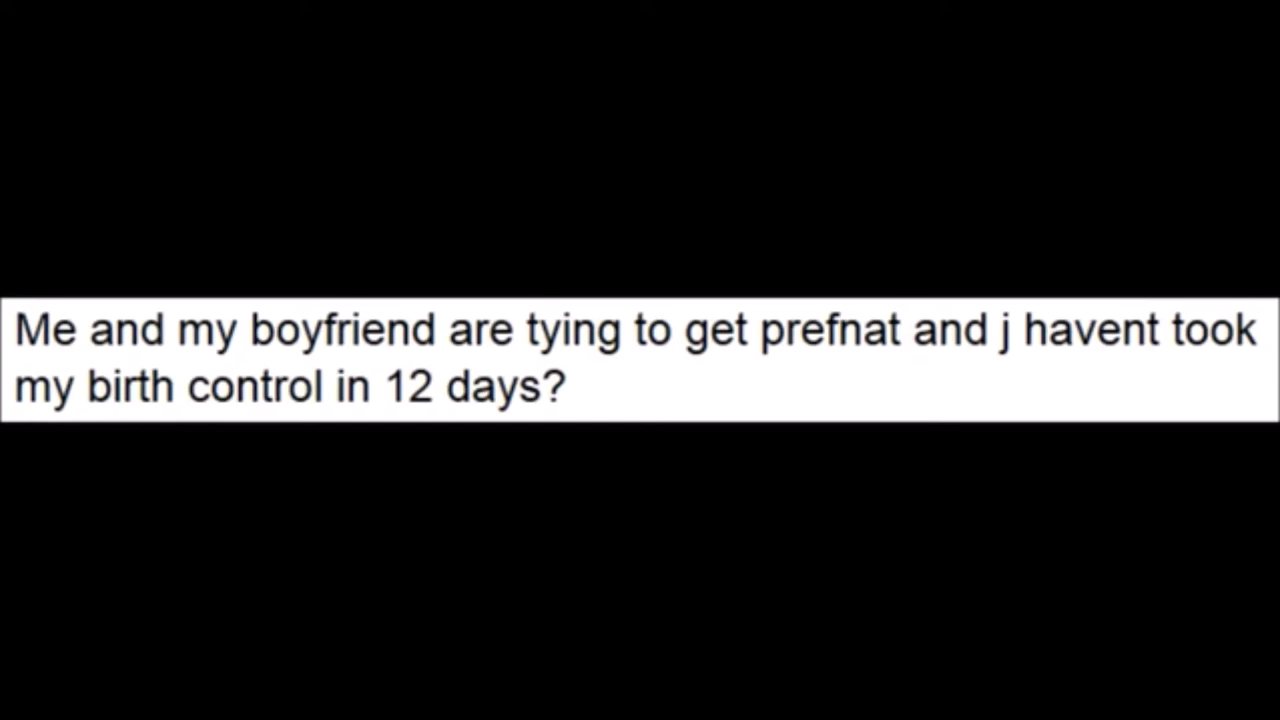 Me and my boyfriend are tying to get prefnat and j havent took
my birth control in 12 days?